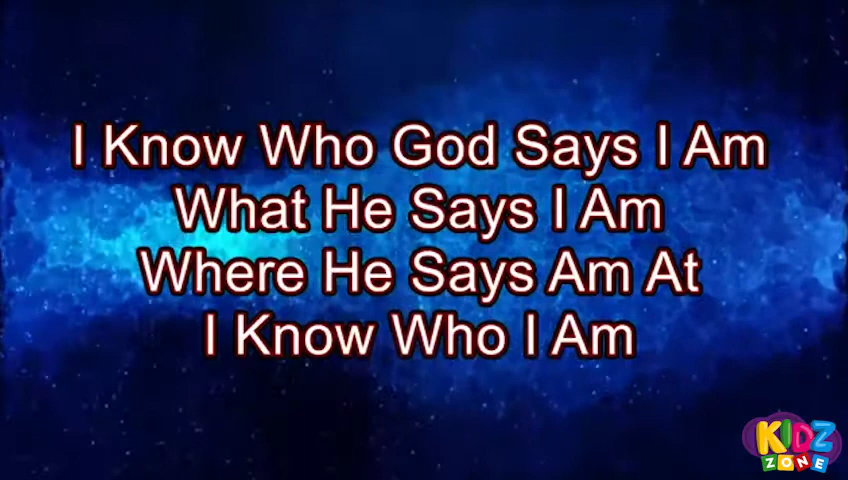 I Know Who God Says I Am
What He Says I Am
Where He Says Am At
I Know Who I Am
KIDZ
ZONE